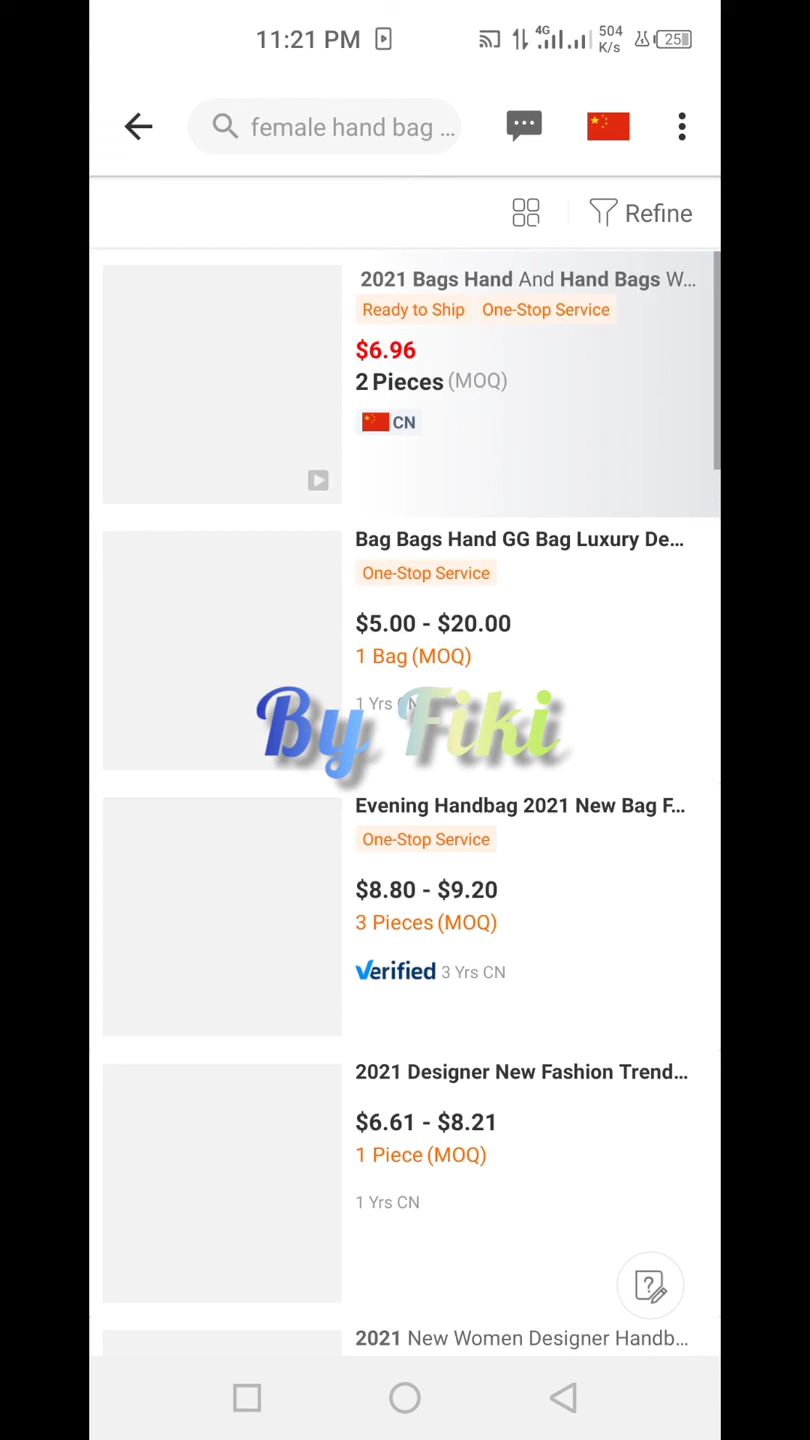 11:21 PM 4G 504 K/s 25
female hand bag ...
Refine
2021 Bags Hand And Hand Bags W...
Ready to Ship One-Stop Service
$6.96
2 Pieces (MOQ)
CN
Bag Bags Hand GG Bag Luxury De...
One-Stop Service
$5.00 - $20.00
1 Bag (MOQ)
1 Yrs CN
By Fiki
Evening Handbag 2021 New Bag F...
One-Stop Service
$8.80 - $9.20
3 Pieces (MOQ)
Verified 3 Yrs CN
2021 Designer New Fashion Trend...
$6.61 - $8.21
1 Piece (MOQ)
1 Yrs CN
2021 New Women Designer Handb...